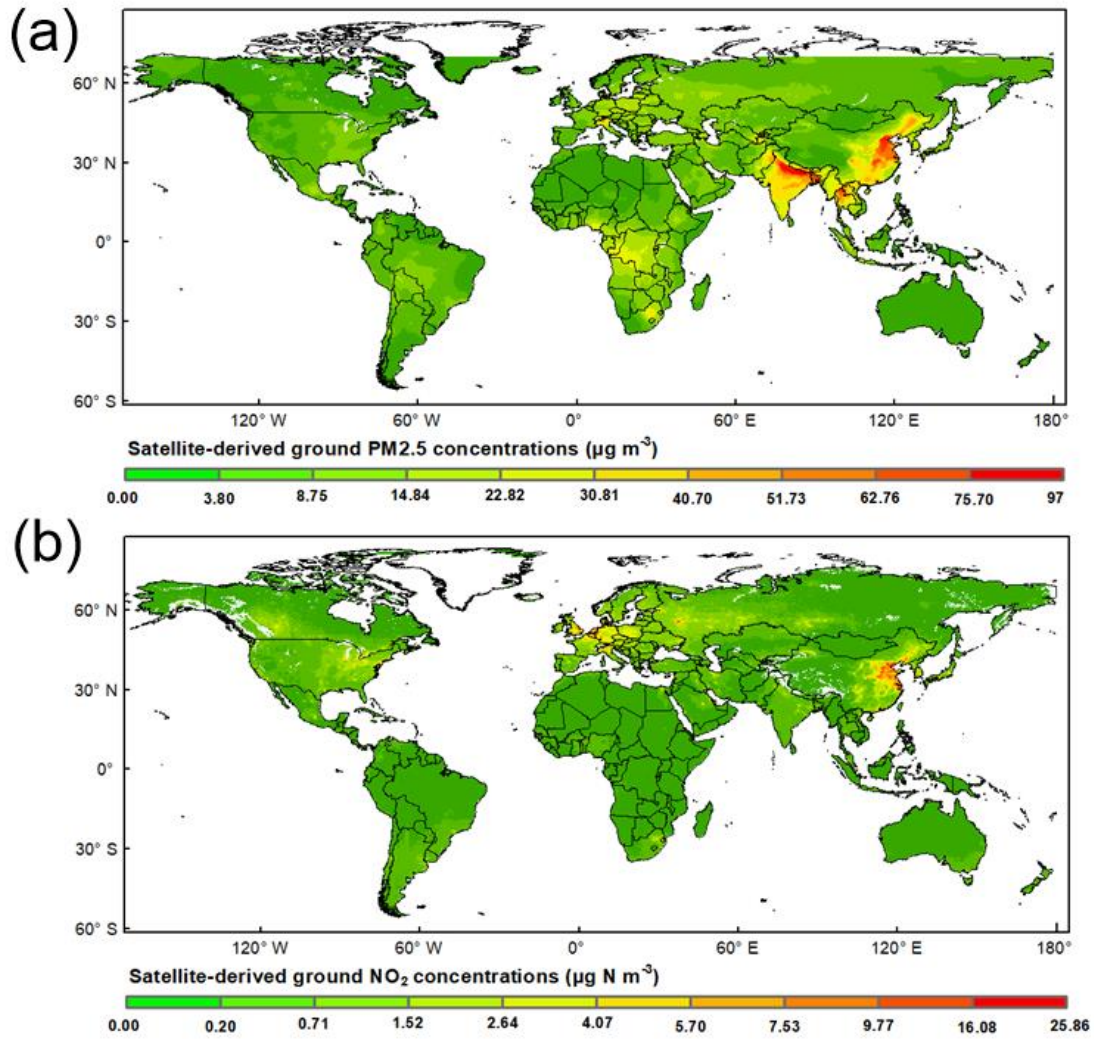 (a)
60° N
30° N
0°
30° S
60° S
120° W 60° W 0° 60° E 120° E 180°
Satellite-derived ground PM2.5 concentrations (µg m⁻³)
0.00 3.80 8.75 14.84 22.82 30.81 40.70 51.73 62.76 75.70 97
(b)
60° N
30° N
0°
30° S
60° S
120° W 60° W 0° 60° E 120° E 180°
Satellite-derived ground NO₂ concentrations (µg N m⁻³)
0.00 0.20 0.71 1.52 2.64 4.07 5.70 7.53 9.77 16.08 25.86